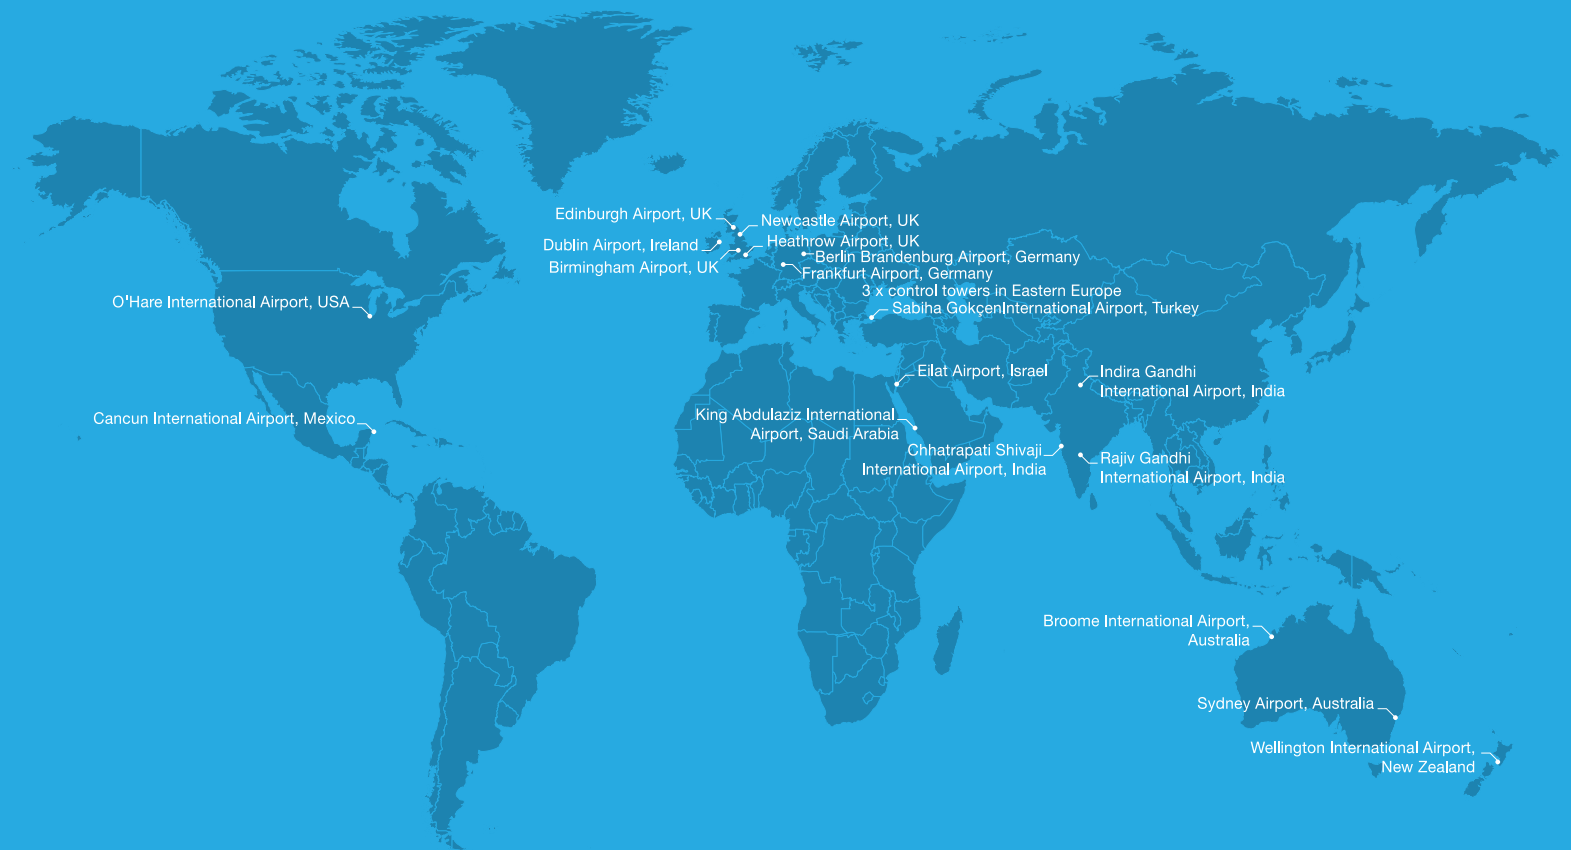 Edinburgh Airport, UK
Newcastle Airport, UK
Dublin Airport, Ireland
Heathrow Airport, UK
Birmingham Airport, UK
Berlin Brandenburg Airport, Germany
Frankfurt Airport, Germany
3 x control towers in Eastern Europe
O'Hare International Airport, USA
Sabiha GokçenInternational Airport, Turkey
Eilat Airport, Israel
Indira Gandhi
International Airport, India
Cancun International Airport, Mexico
King Abdulaziz International
Airport, Saudi Arabia
Chhatrapati Shivaji
International Airport, India
Rajiv Gandhi
International Airport, India
Broome International Airport,
Australia
Sydney Airport, Australia
Wellington International Airport,
New Zealand